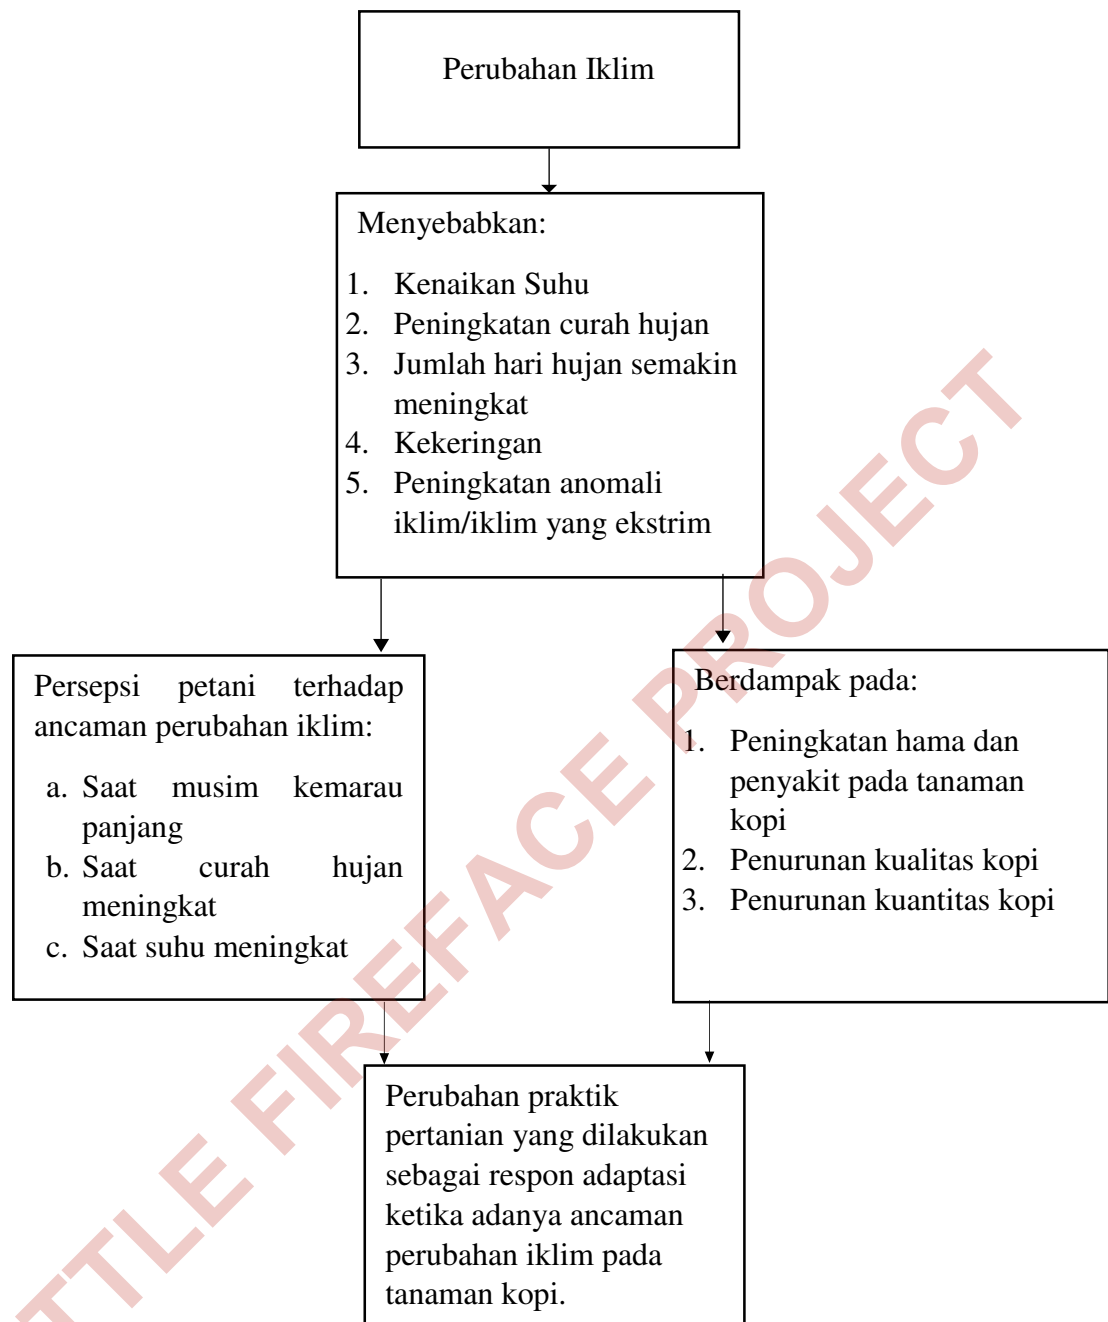 Perubahan Iklim
Menyebabkan:
1. Kenaikan Suhu
2. Peningkatan curah hujan
3. Jumlah hari hujan semakin
meningkat
4. Kekeringan
5. Peningkatan anomali
iklim/iklim yang ekstrim
Persepsi petani terhadap
ancaman perubahan iklim:
a. Saat musim kemarau
panjang
b. Saat curah hujan
meningkat
c. Saat suhu meningkat
Berdampak pada:
1. Peningkatan hama dan
penyakit pada tanaman
kopi
2. Penurunan kualitas kopi
3. Penurunan kuantitas kopi
Perubahan praktik
pertanian yang dilakukan
sebagai respon adaptasi
ketika adanya ancaman
perubahan iklim pada
tanaman kopi.
TTLE FIREFACE PROJECT